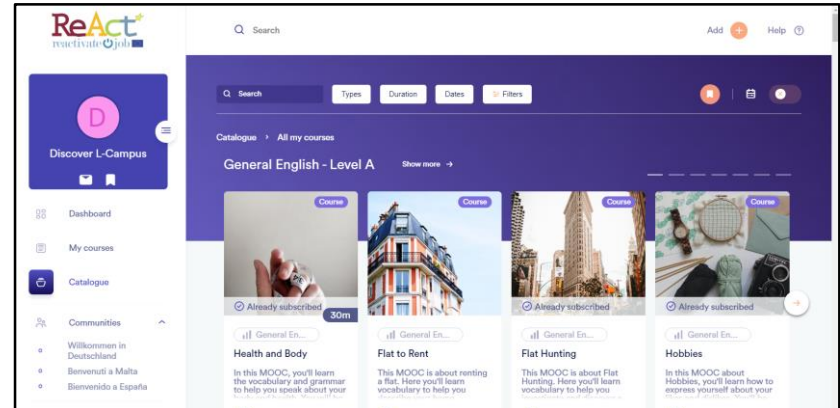 ReAct
reactivate job
Search
Add +
Help ?
D
Discover L-Campus
Dashboard
My courses
Catalogue
Communities
Willkommen in
Deutschland
Benvenuti a Malta
Bienvenido a España
Search
Types
Duration
Dates
Filters
Catalogue > All my courses
General English - Level A
Show more →
Course
Already subscribed
30m
General En...
Health and Body
In this MOOC, you'll learn
the vocabulary and grammar
to help you speak about your
Course
Already subscribed
General En...
Flat to Rent
This MOOC is about renting
a flat. Here you'll learn
vocabulary to help you
Course
Already subscribed
General En...
Flat Hunting
This MOOC is about Flat
Hunting. Here you'll learn
vocabulary to help you
Course
Already subscribed
General En...
Hobbies
In this MOOC about
Hobbies, you'll learn how to
express yourself about your